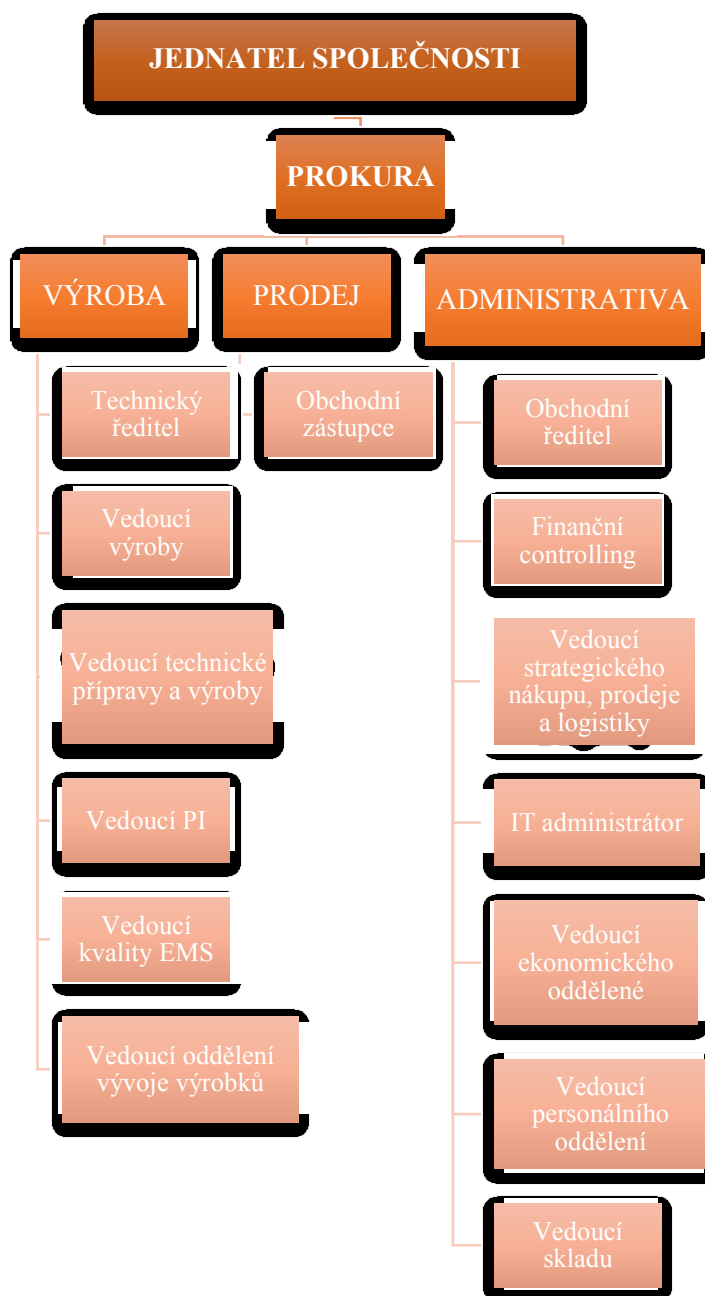 JEDNATEL SPOLEČNOSTI
PROKURA
VÝROBA
PRODEJ
ADMINISTRATIVA
Technický
ředitel
Vedoucí
výroby
Vedoucí technické
přípravy a výroby
Vedoucí PI
Vedoucí
kvality EMS
Vedoucí oddělení
vývoje výrobků
Obchodní
zástupce
Obchodní
ředitel
Finanční
controlling
Vedoucí
strategického
nákupu, prodeje
a logistiky
IT administrátor
Vedoucí
ekonomického
oddělené
Vedoucí
personálního
oddělení
Vedoucí
skladu